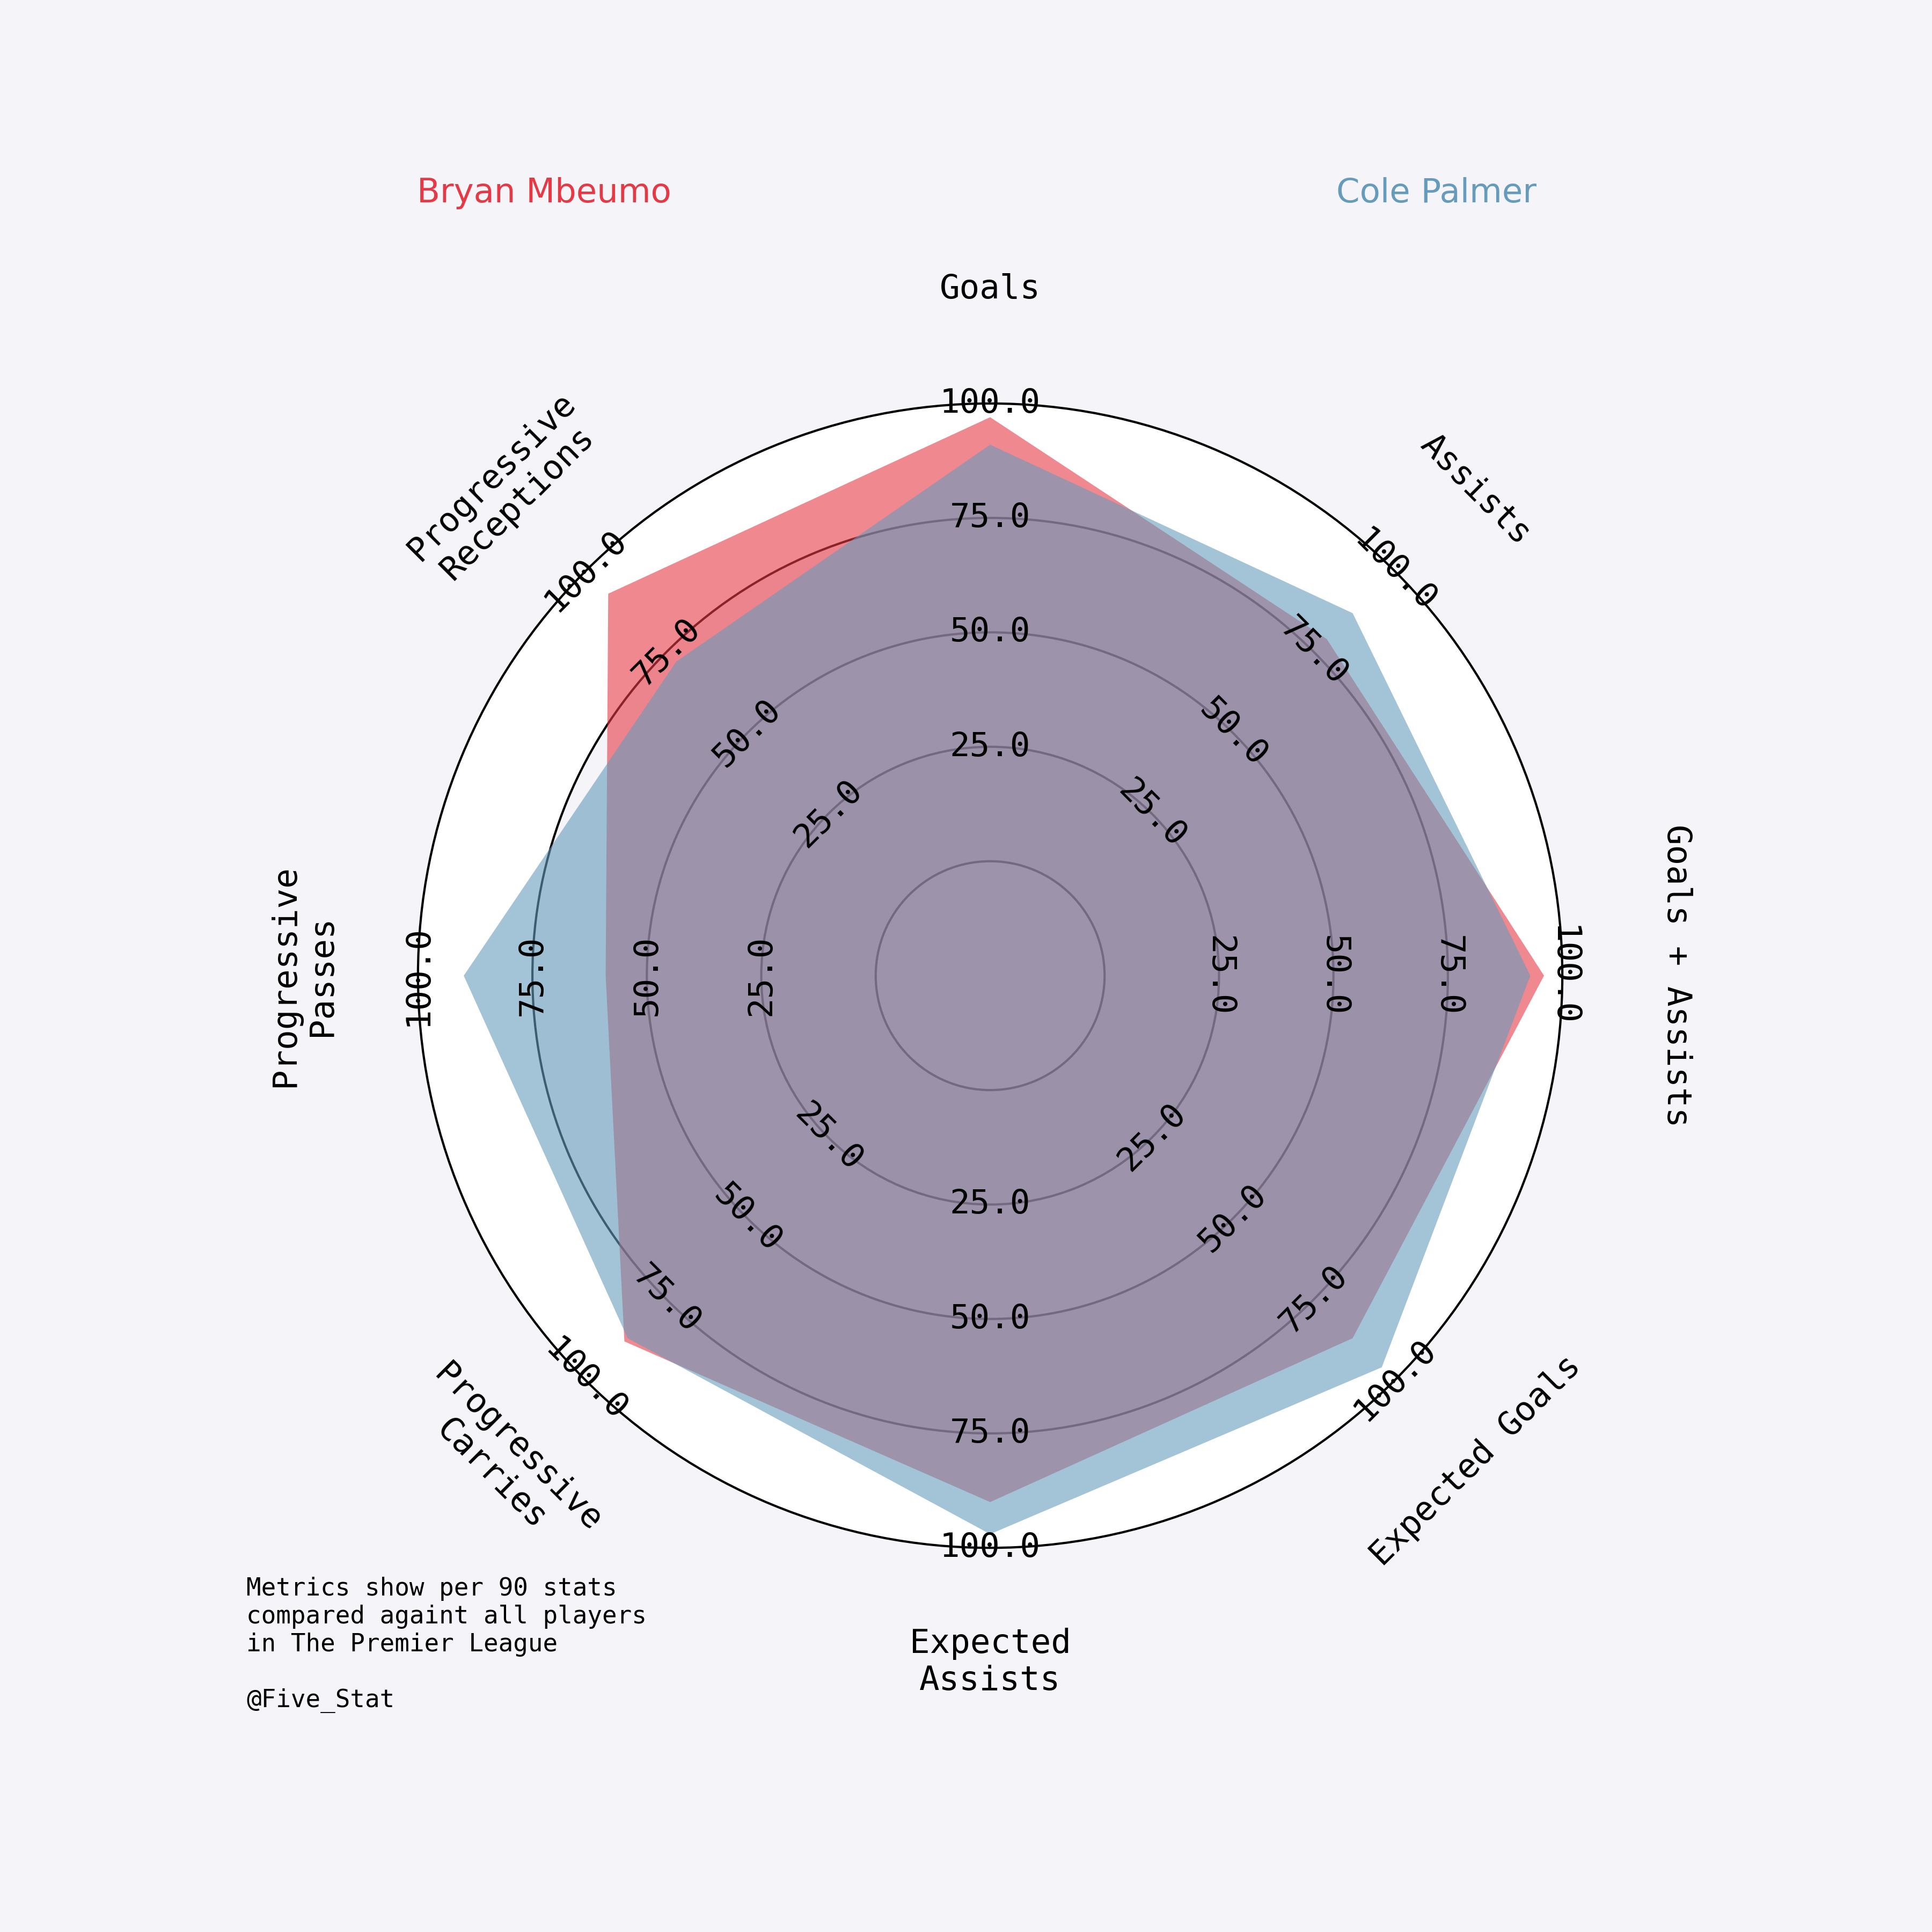 Bryan Mbeumo
Cole Palmer
Goals
Assists
Goals + Assists
Expected Goals
Expected
Assists
Progressive
Carries
Progressive
Passes
Progressive
Receptions
25.0
50.0
75.0
100.0
25.0
50.0
75.0
100.0
25.0
50.0
75.0
100.0
25.0
50.0
75.0
100.0
25.0
50.0
75.0
100.0
25.0
50.0
75.0
100.0
25.0
50.0
75.0
100.0
25.0
50.0
75.0
100.0
Metrics show per 90 stats
compared againt all players
in The Premier League
@Five_Stat